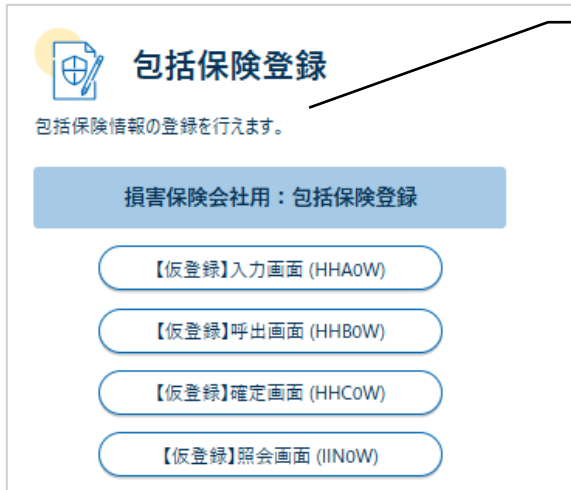 包括保険登録
包括保険情報の登録を行えます。
損害保険会社用：包括保険登録
【仮登録】入力画面 (HHA0W)
【仮登録】呼出画面 (HHB0W)
【仮登録】確定画面 (HHC0W)
【仮登録】照会画面 (IIN0W)